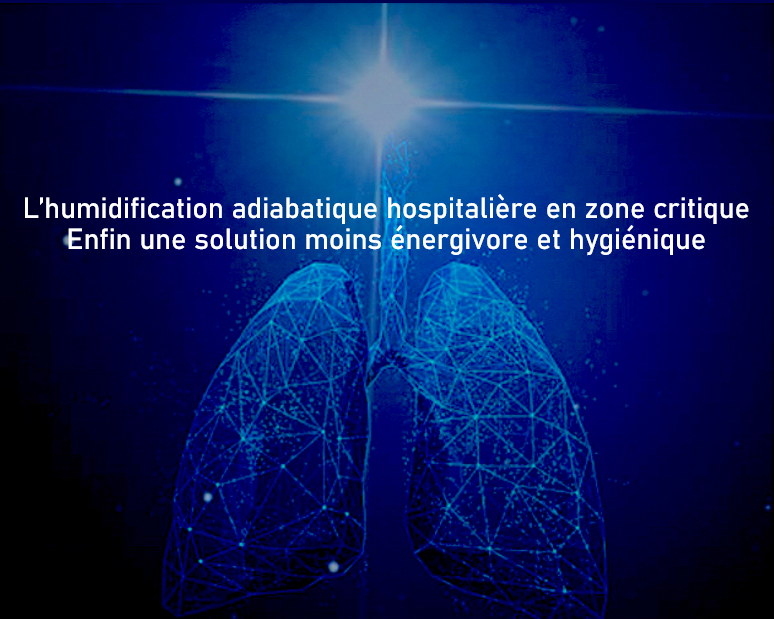 L’humidification adiabatique hospitalière en zone critique
Enfin une solution moins énergivore et hygiénique